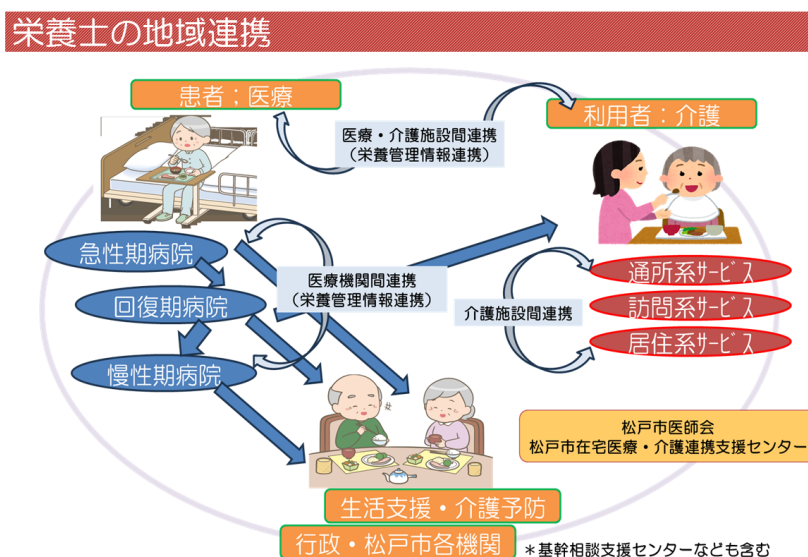 栄養士の地域連携
患者；医療
利用者：介護
医療・介護施設間連携
（栄養管理情報連携）
急性期病院
回復期病院
慢性期病院
医療機関間連携
（栄養管理情報連携）
介護施設間連携
通所系ｻｰﾋﾞｽ
訪問系ｻｰﾋﾞｽ
居住系ｻｰﾋﾞｽ
松戸市医師会
松戸市在宅医療・介護連携支援センター
生活支援・介護予防
行政・松戸市各機関
＊基幹相談支援センターなども含む